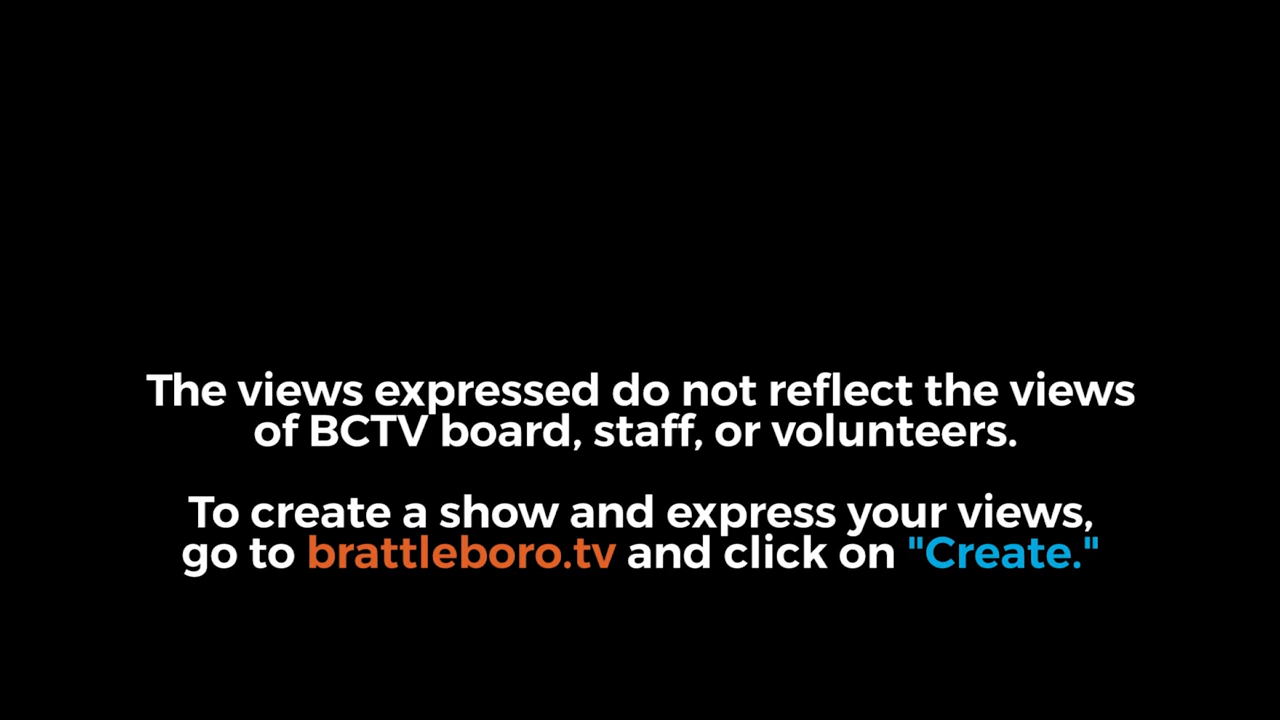 The views expressed do not reflect the views
of BCTV board, staff, or volunteers.
To create a show and express your views,
go to brattleboro.tv and click on "Create."